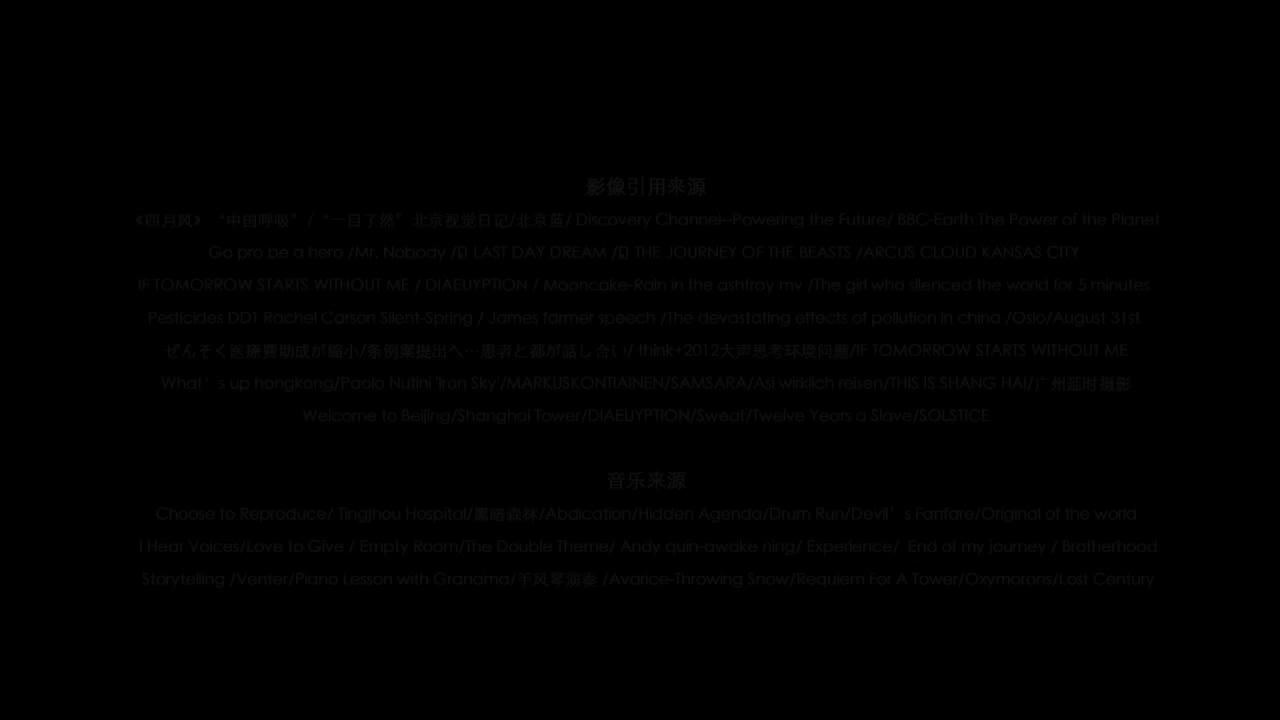 影像引用来源
《四月风》 “中国呼吸” / “一目了然” 北京视觉日记/北京蓝/ Discovery Channel--Powering the Future/ BBC-Earth:The Power of the Planet
Go pro be a hero /Mr. Nobody / LAST DAY DREAM / THE JOURNEY OF THE BEASTS /ARCUS CLOUD KANSAS CITY
IF TOMORROW STARTS WITHOUT ME / DIAEUYPTION / Mooncake-Rain in the ashtray mv /The girl who silenced the world for 5 minutes
Pesticides DDT Rachel Carson Silent-Spring / James farmer speech /The devastating effects of pollution in china /Oslo/August 31st
ぜんそく医療費助成が縮小/条例案提出へ…患者と都が話し合い/ think+2012大声思考环境问题/IF TOMORROW STARTS WITHOUT ME
What’s up hongkong/Paolo Nutini 'Iron Sky'/MARKUSKONTIAINEN/SAMSARA/Asi wirklich reisen/THIS IS SHANG HAI/广州延时摄影
Welcome to Beijing/Shanghai Tower/DIAEUYPTION/Sweat/Twelve Years a Slave/SOLSTICE
音乐来源
Choose to Reproduce/ Tingzhou Hospital/黑暗森林/Abdication/Hidden Agenda/Drum Run/Devil’s Fanfare/Original of the world
I Hear Voices/Love to Give / Empty Room/The Double Theme/ Andy quin-awake ning/ Experience/ End of my journey / Brotherhood
Storytelling /Venter/Piano Lesson with Grandma/手风琴演奏 /Avarice-Throwing Snow/Requiem For A Tower/Oxymorons/Lost Century